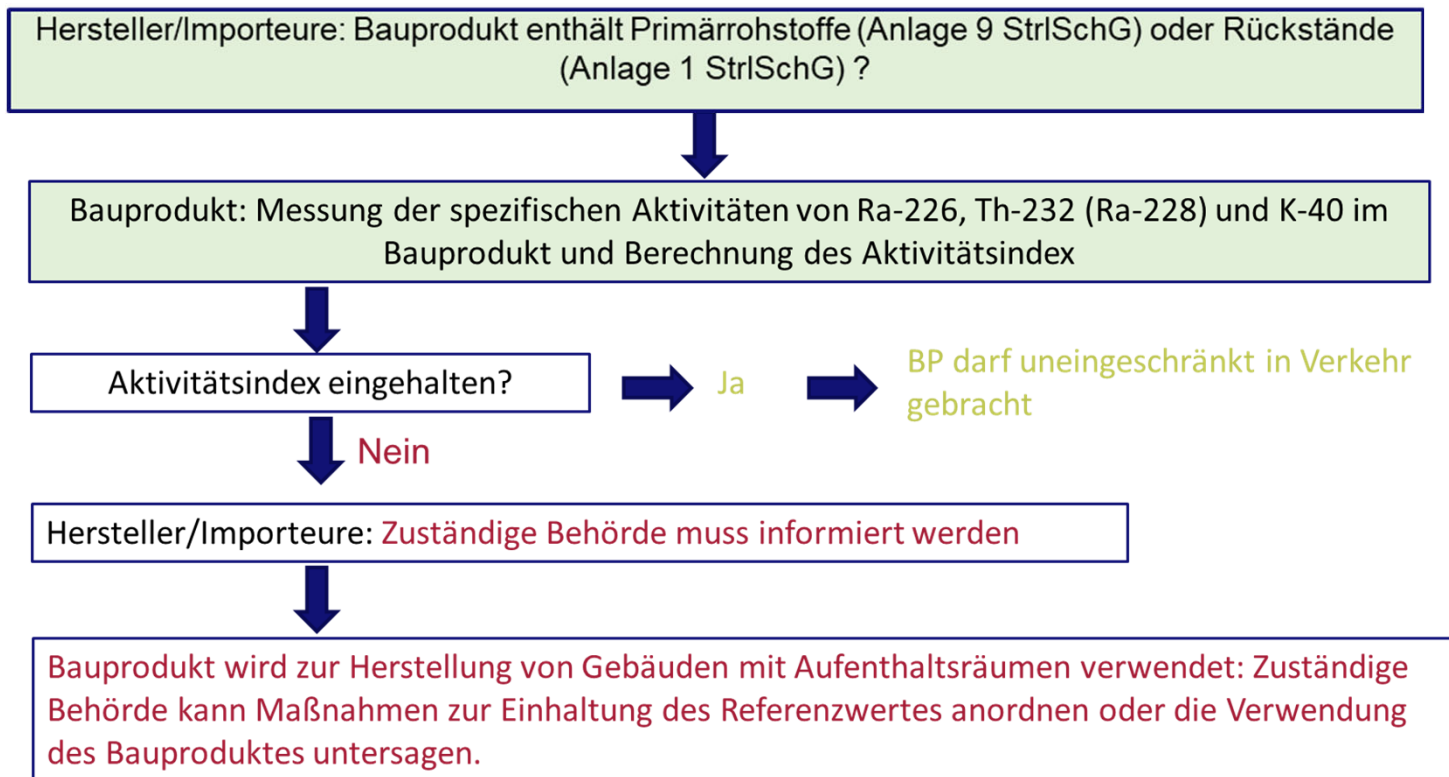 Hersteller/Importeure: Bauprodukt enthält Primärrohstoffe (Anlage 9 StrlSchG) oder Rückstände
(Anlage 1 StrlSchG) ?
Bauprodukt: Messung der spezifischen Aktivitäten von Ra-226, Th-232 (Ra-228) und K-40 im
Bauprodukt und Berechnung des Aktivitätsindex
Aktivitätsindex eingehalten?
Ja
BP darf uneingeschränkt in Verkehr
gebracht
Nein
Hersteller/Importeure: Zuständige Behörde muss informiert werden
Bauprodukt wird zur Herstellung von Gebäuden mit Aufenthaltsräumen verwendet: Zuständige
Behörde kann Maßnahmen zur Einhaltung des Referenzwertes anordnen oder die Verwendung
des Bauproduktes untersagen.